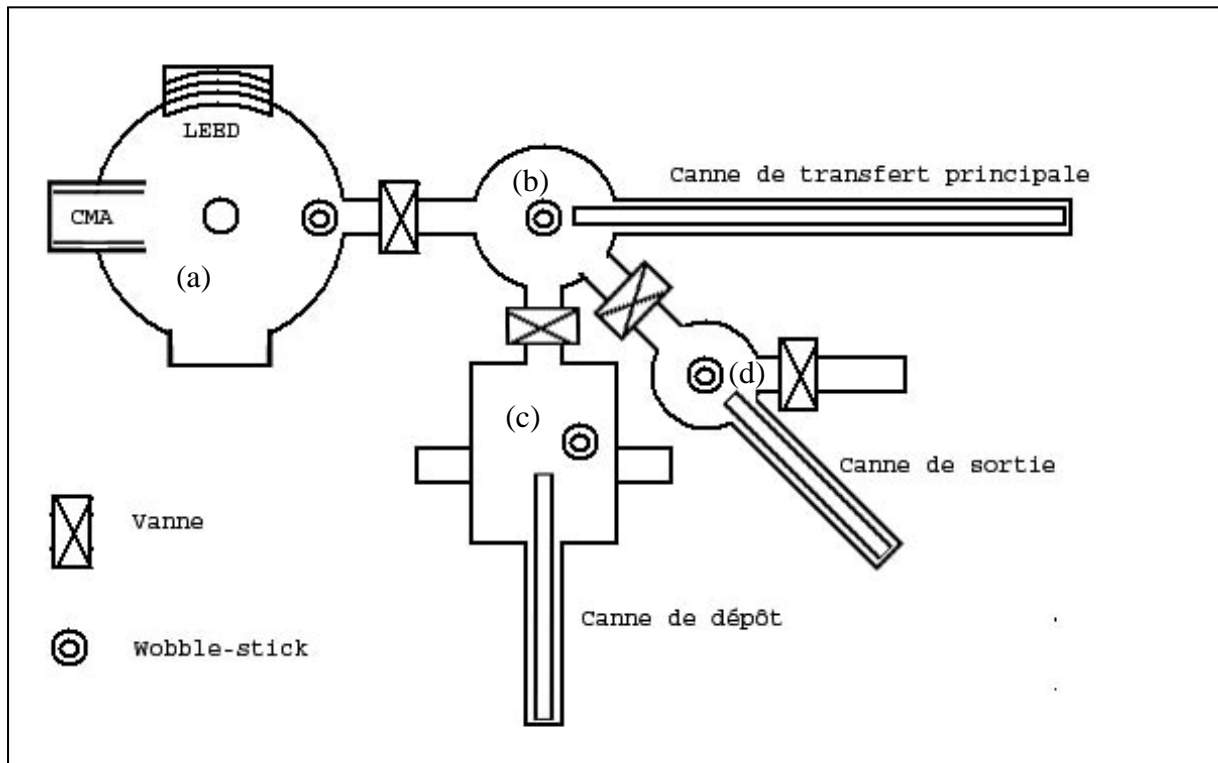 LEED
(b)
Canne de transfert principale
CMA
(a)
(d)
(c)
Canne de sortie
Vanne
Canne de dépôt
Wobble-stick